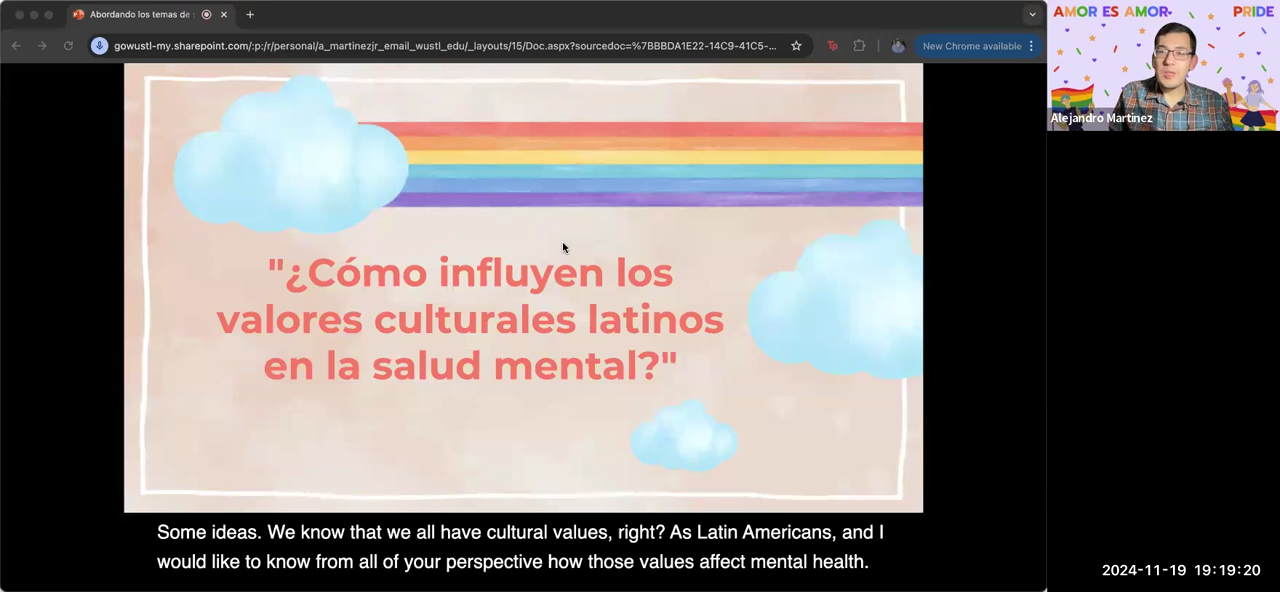 Abordando los temas de
gowustl-my.sharepoint.com/:p:/r/personal/a_martinezjr_email_wustl_edu/_layouts/15/Doc.aspx?sourcedoc=%7BBBDA1E22-14C9-41C5-...
New Chrome available
AMOR ES AMOR
PRIDE
Alejandro Martinez
"¿Cómo influyen los
valores culturales latinos
en la salud mental?"
Some ideas. We know that we all have cultural values, right? As Latin Americans, and I
would like to know from all of your perspective how those values affect mental health.
2024-11-19 19:19:20